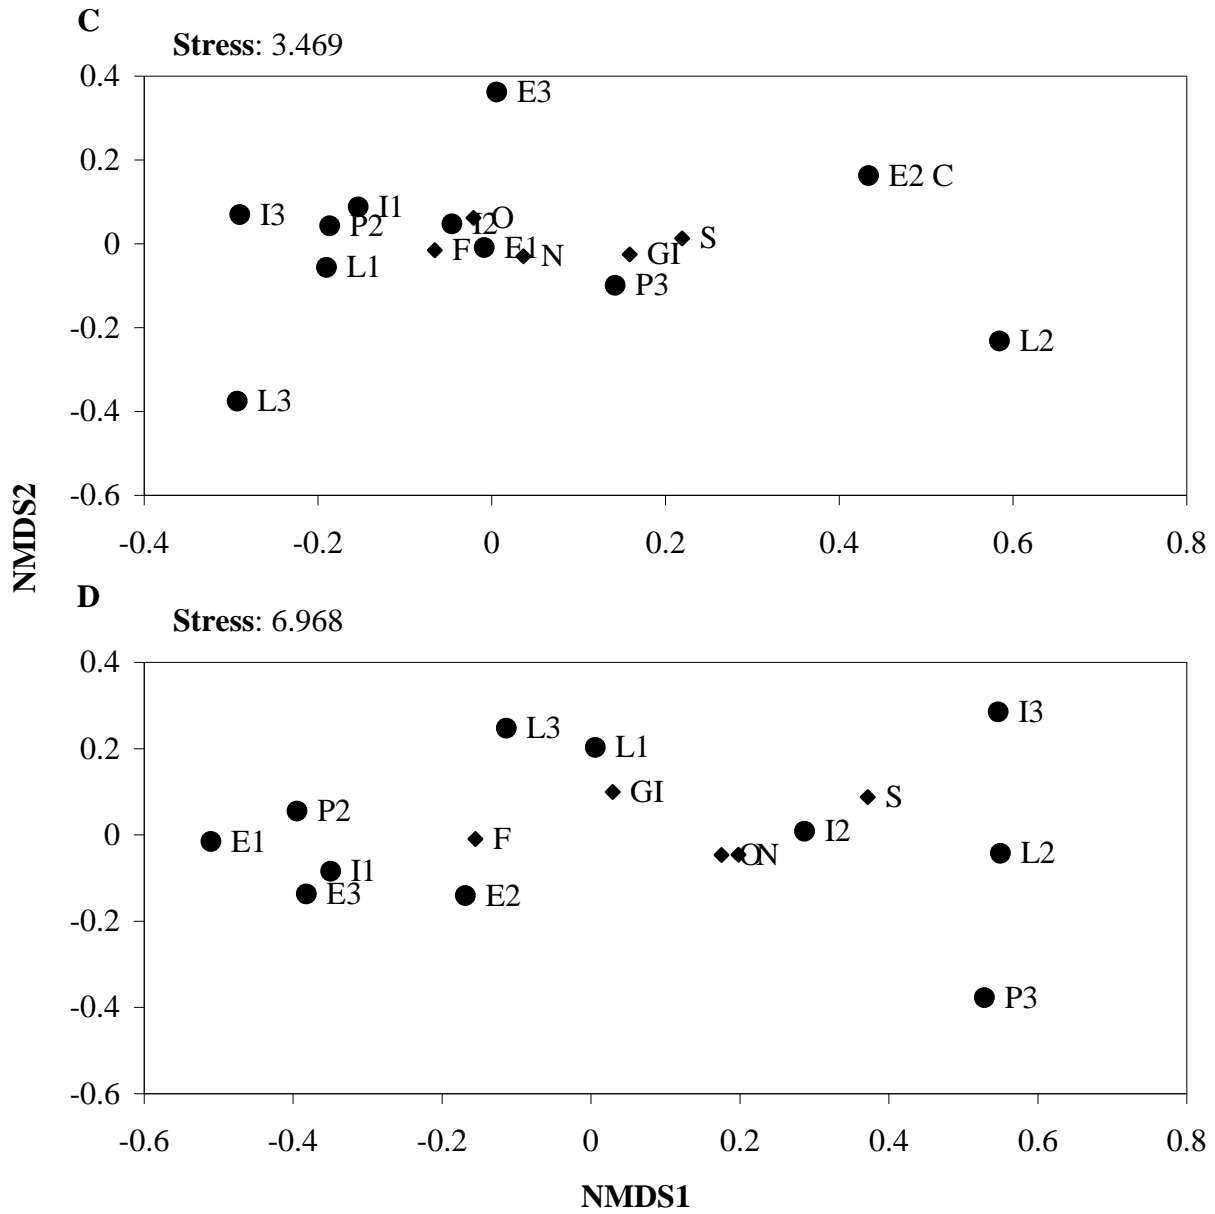 C
Stress: 3.469
0.4
E3
0.2
E2 C
I3
I1
P2
O
I2
S
0
F
E1
N
GI
L1
P3
-0.2
L2
-0.4
L3
-0.6
-0.4 -0.2 0 0.2 0.4 0.6 0.8
NMDS2
D
Stress: 6.968
0.4
I3
L3
L1
0.2
GI
S
P2
I2
0
E1
F
O
N
L2
I1
E3
E2
-0.2
P3
-0.4
-0.6
-0.6 -0.4 -0.2 0 0.2 0.4 0.6 0.8
NMDS1